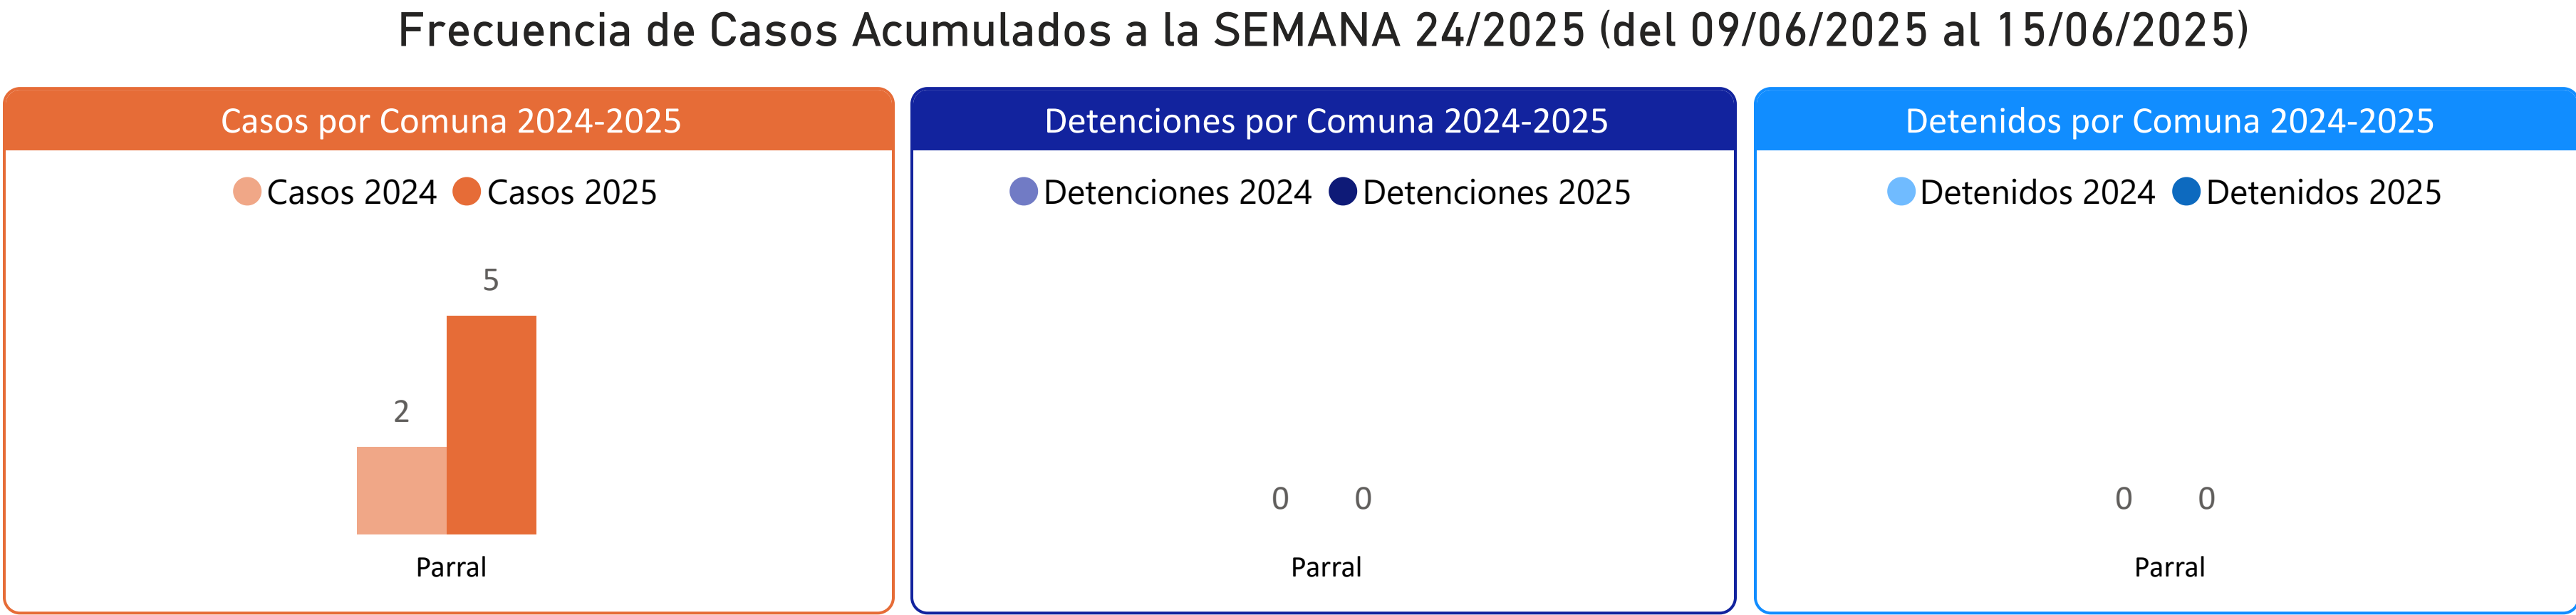 Frecuencia de Casos Acumulados a la SEMANA 24/2025 (del 09/06/2025 al 15/06/2025)
Casos por Comuna 2024-2025
Casos 2024 Casos 2025
5
2
Parral
Detenciones por Comuna 2024-2025
Detenciones 2024 Detenciones 2025
0 0
Parral
Detenidos por Comuna 2024-2025
Detenidos 2024 Detenidos 2025
0 0
Parral